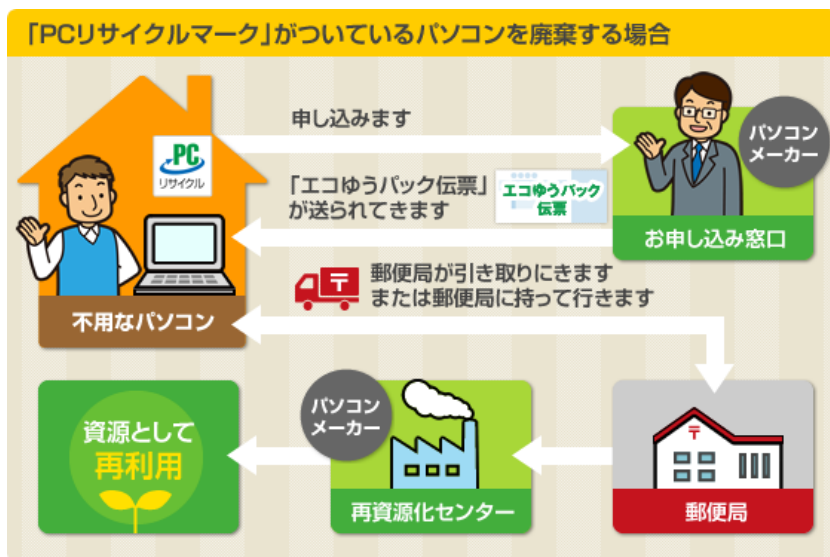 「PCリサイクルマーク」がついているパソコンを廃棄する場合
申し込みます
パソコン
メーカー
PC
リサイクル
「エコゆうパック伝票」
が送られてきます
エコゆうパック
伝票
お申し込み窓口
郵便局が引き取りにきます
または郵便局に持って行きます
〒
不用なパソコン
資源として
再利用
パソコン
メーカー
再資源化センター
〒
郵便局